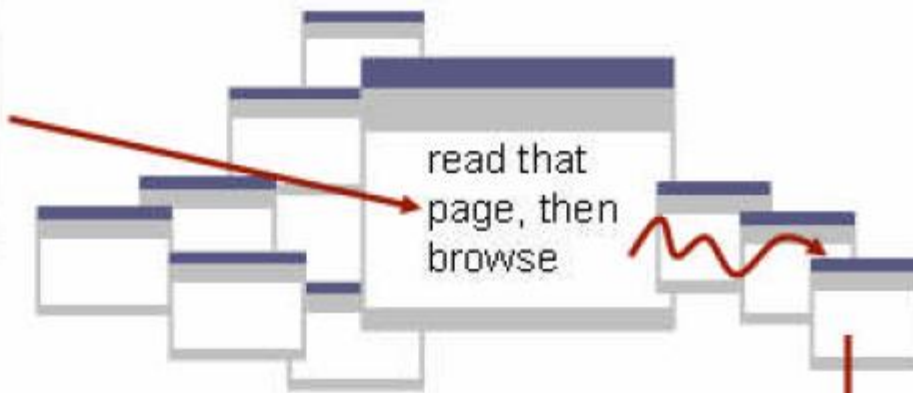 read that
page, then
browse